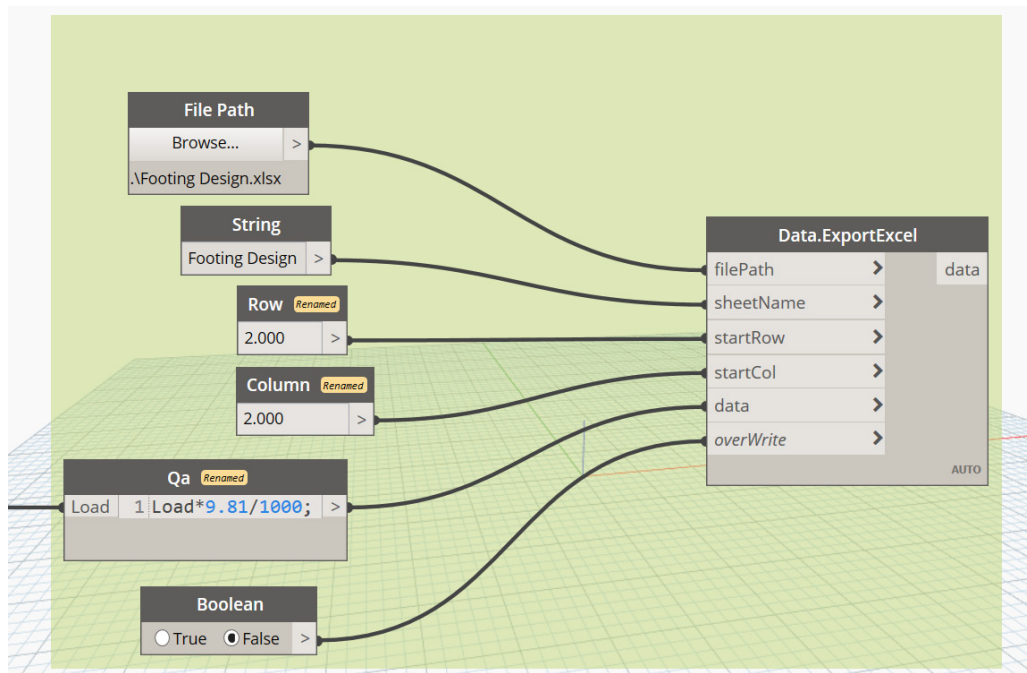 File Path
Browse...
>
.\Footing Design.xlsx
String
Footing Design >
Row Renamed
2.000 >
Column Renamed
2.000 >
Qa Renamed
Load 1 Load*9.81/1000; >
Boolean
True False >
Data.ExportExcel
filePath > data
sheetName >
startRow >
startCol >
data >
overWrite >
AUTO